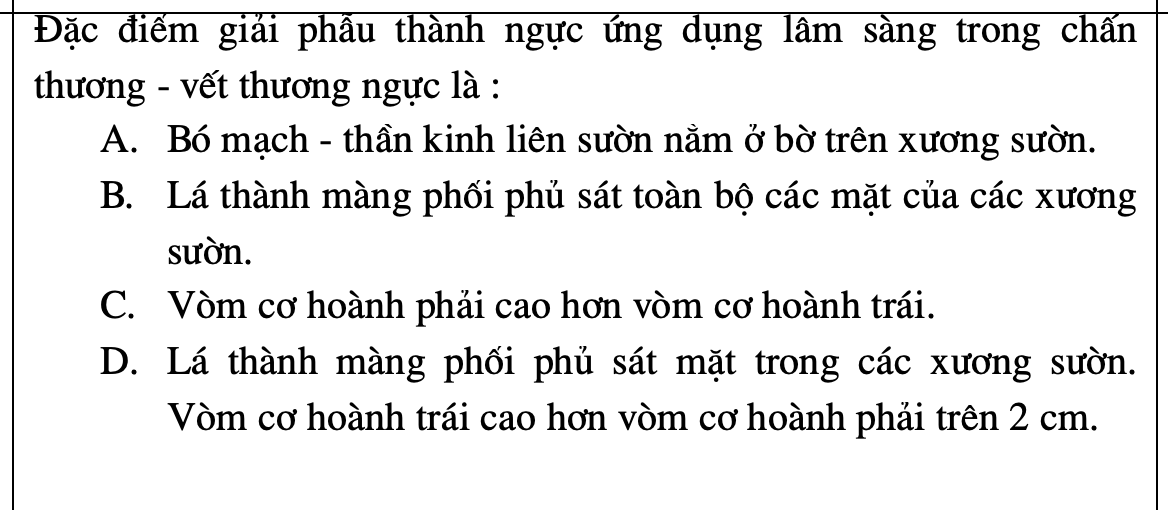 Đặc điểm giải phẫu thành ngực ứng dụng lâm sàng trong chấn
thương - vết thương ngực là :
A. Bó mạch - thần kinh liên sườn nằm ở bờ trên xương sườn.
B. Lá thành màng phổi phủ sát toàn bộ các mặt của các xương
sườn.
C. Vòm cơ hoành phải cao hơn vòm cơ hoành trái.
D. Lá thành màng phổi phủ sát mặt trong các xương sườn.
Vòm cơ hoành trái cao hơn vòm cơ hoành phải trên 2 cm.